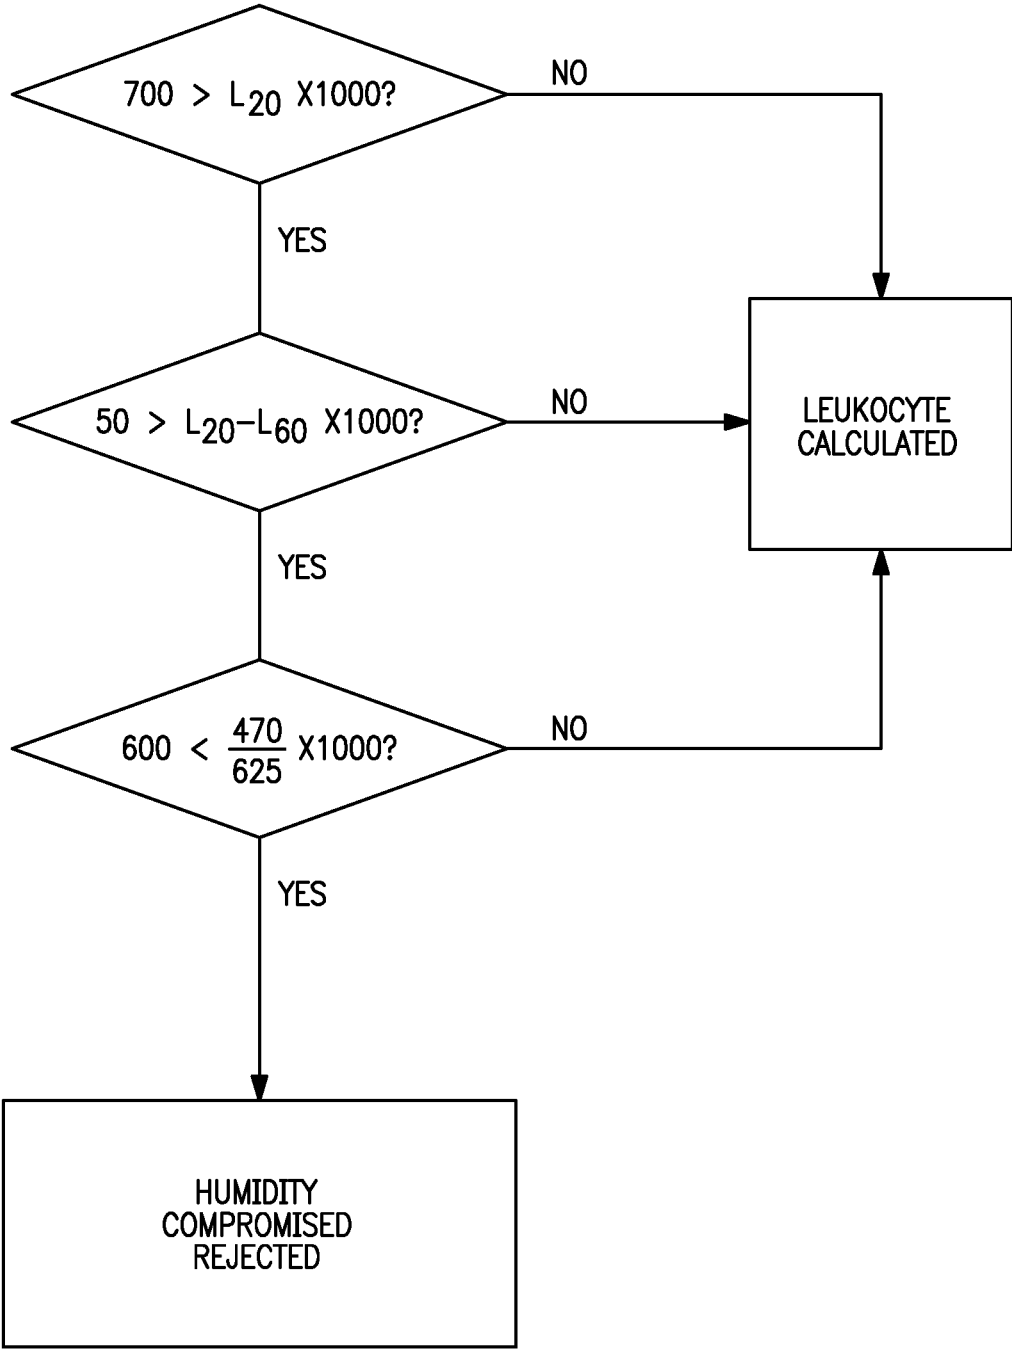 700 > L20 X1000?
NO
YES
50 > L20-L60 X1000?
NO
LEUKOCYTE
CALCULATED
YES
600 < 470/625 X1000?
NO
YES
HUMIDITY
COMPROMISED
REJECTED